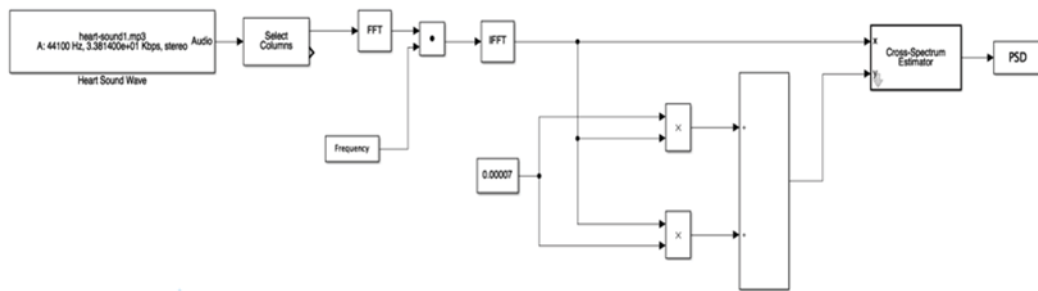 heart-sound1.mp3
A: 44100 Hz, 3.381400e+01 Kbps, stereo
Audio
Heart Sound Wave
Select
Columns
FFT
IFFT
Frequency
0.00007
×
×
+
+
x
y
Cross-Spectrum
Estimator
PSD